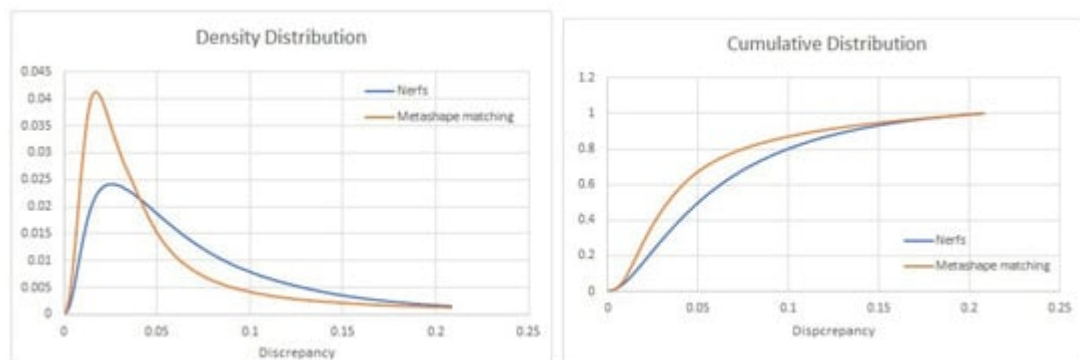 Density Distribution
0.045
0.04
0.035
0.03
0.025
0.02
0.015
0.01
0.005
0
Nerfs
Metashape matching
0 0.05 0.1 0.15 0.2 0.25
Discrepancy
Cumulative Distribution
1.2
1
0.8
0.6
0.4
0.2
0
Nerfs
Metashape matching
0 0.05 0.1 0.15 0.2 0.25
Dispcrepancy